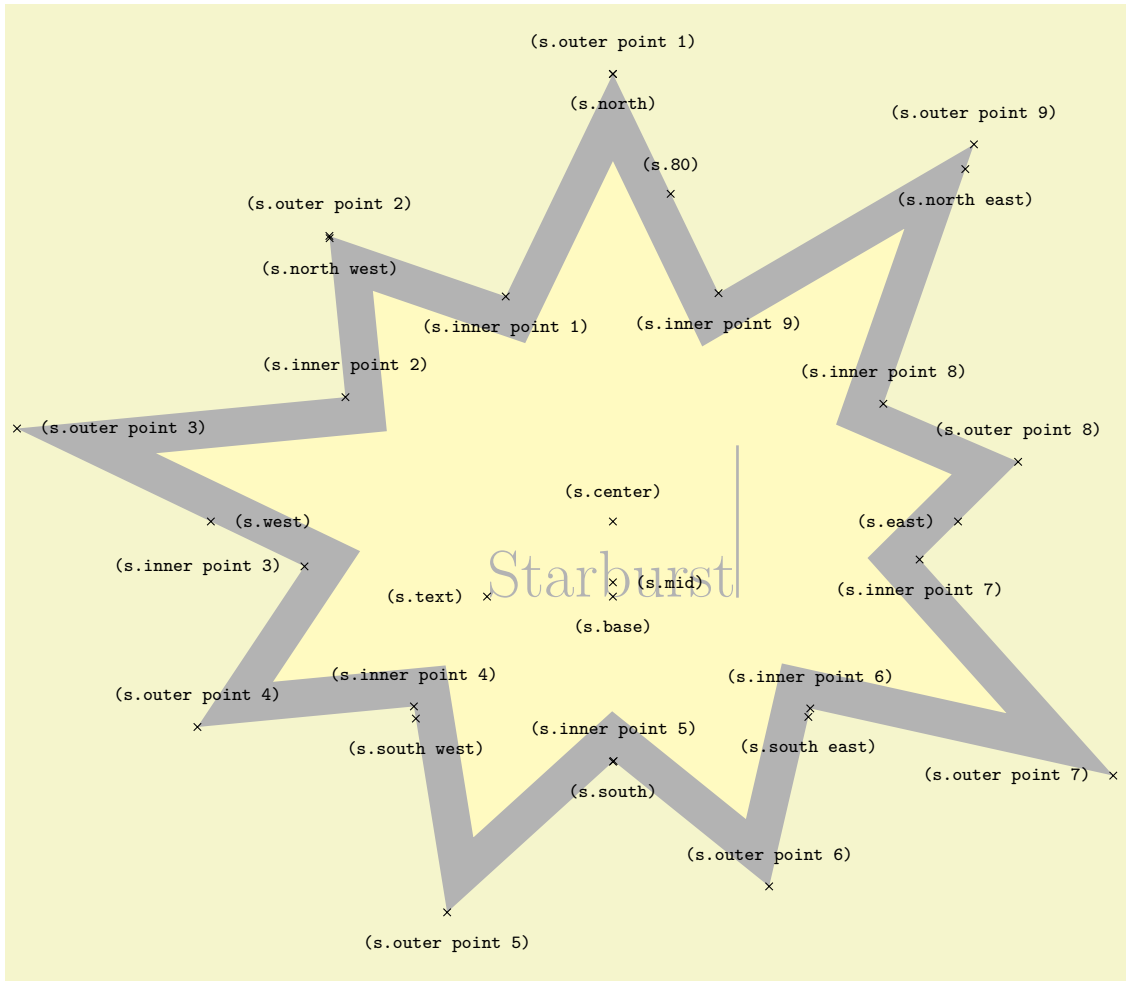 (s.outer point 1)
(s.north)
(s.outer point 9)
(s.80)
(s.north east)
(s.outer point 2)
(s.north west)
(s.inner point 1)
(s.inner point 9)
(s.inner point 2)
(s.inner point 8)
(s.outer point 3)
(s.outer point 8)
(s.center)
(s.west)
(s.east)
(s.inner point 3)
Starburst
(s.mid)
(s.inner point 7)
(s.text)
(s.base)
(s.inner point 4)
(s.inner point 6)
(s.outer point 4)
(s.inner point 5)
(s.south west)
(s.south east)
(s.outer point 7)
(s.south)
(s.outer point 6)
(s.outer point 5)